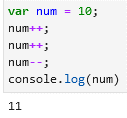 var num = 10;
num++;
num++;
num--;
console.log(num)
11